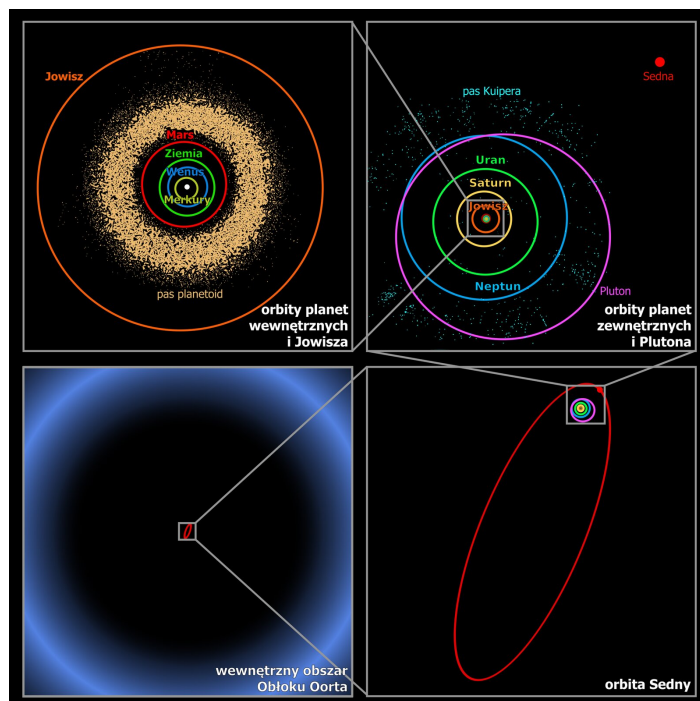 Jowisz
Mars
Ziemia
Wenus
Merkury
pas planetoid
orbity planet
wewnętrznych
i Jowisza
Sedna
pas Kuipera
Uran
Saturn
Jowisz
Neptun
Pluton
orbity planet
zewnętrznych
i Plutona
wewnętrzny obszar
Obłoku Oorta
orbita Sedny